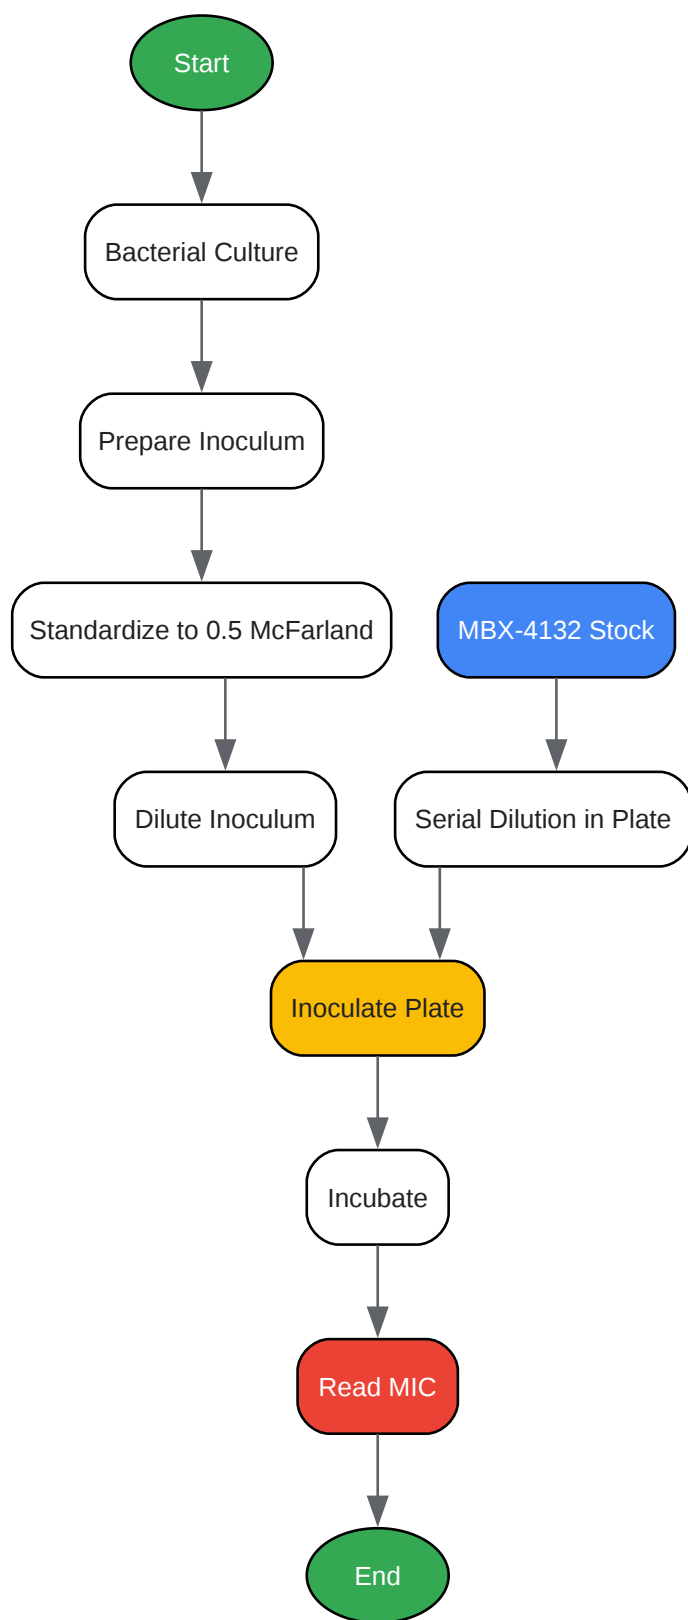 Start
Bacterial Culture
Prepare Inoculum
Standardize to 0.5 McFarland
MBX-4132 Stock
Dilute Inoculum
Serial Dilution in Plate
Inoculate Plate
Incubate
Read MIC
End